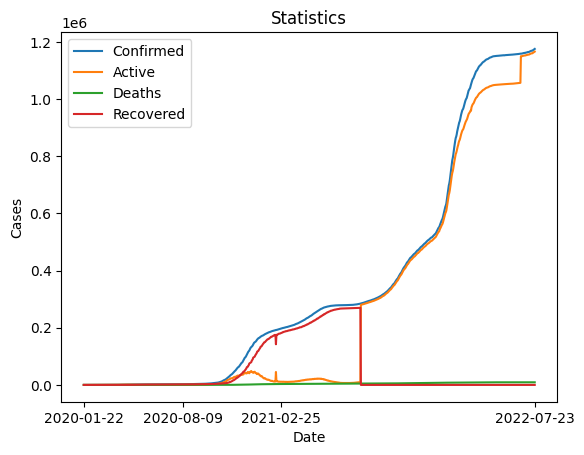 Statistics
1e6
Confirmed
Active
Deaths
Recovered
1.2
1.0
0.8
0.6
0.4
0.2
0.0
Cases
2020-01-22 2020-08-09 2021-02-25 2022-07-23
Date